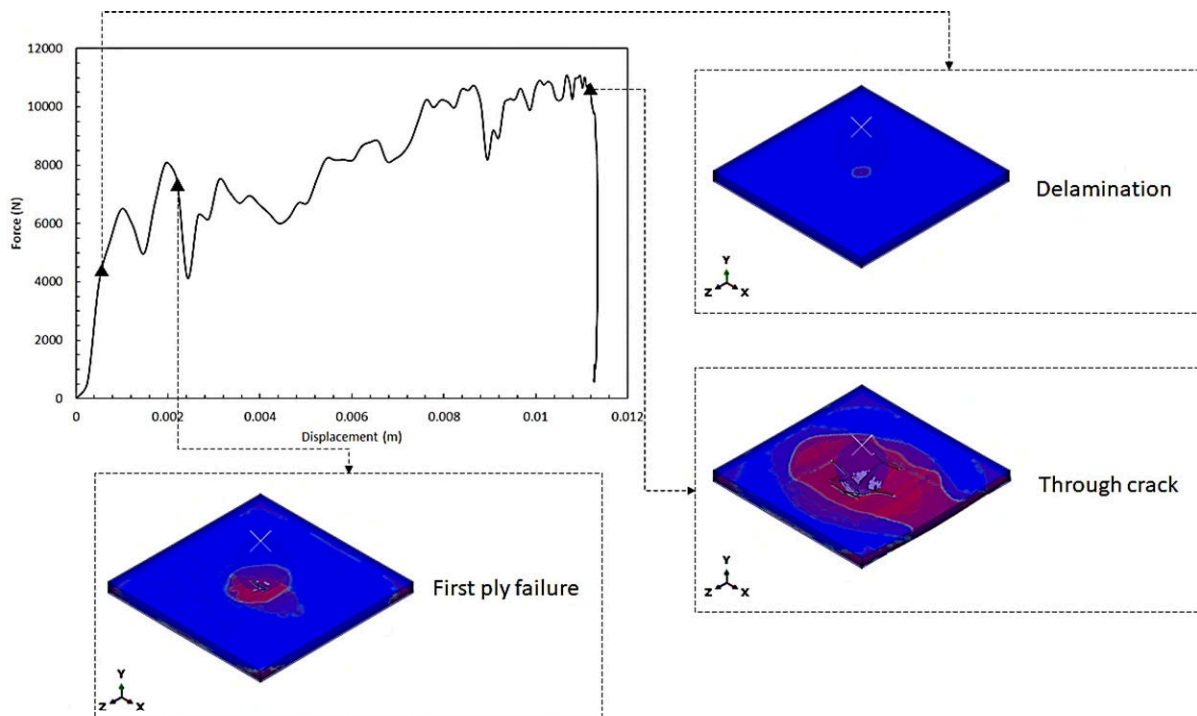 12000
10000
8000
6000
4000
2000
0
Force (N)
0
0.002
0.004
0.006
0.008
0.01
0.012
Displacement (m)
Delamination
Y
Z
X
Through crack
Y
Z
X
First ply failure
Y
Z
X